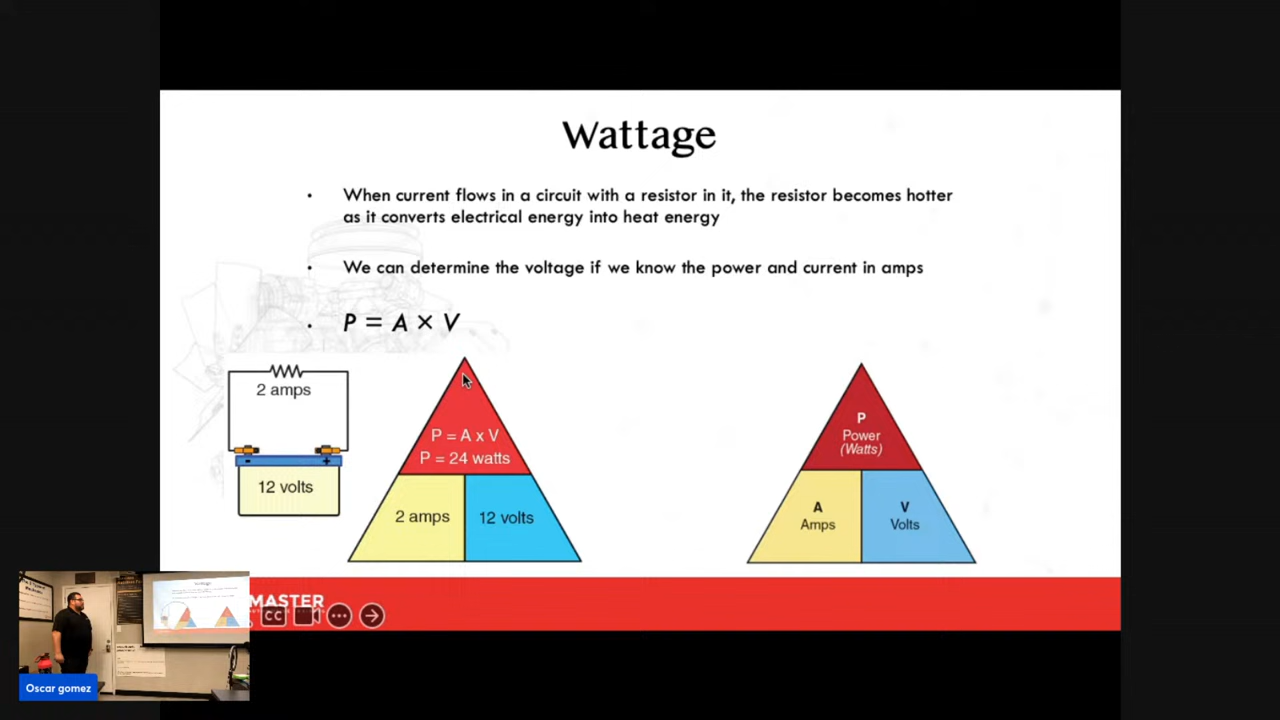 Wattage
• When current flows in a circuit with a resistor in it, the resistor becomes hotter
as it converts electrical energy into heat energy
• We can determine the voltage if we know the power and current in amps
• P = A × V
2 amps
12 volts
- +
P = A x V
P = 24 watts
2 amps
12 volts
P
Power
(Watts)
A
Amps
V
Volts
MASTER
CC
Oscar gomez